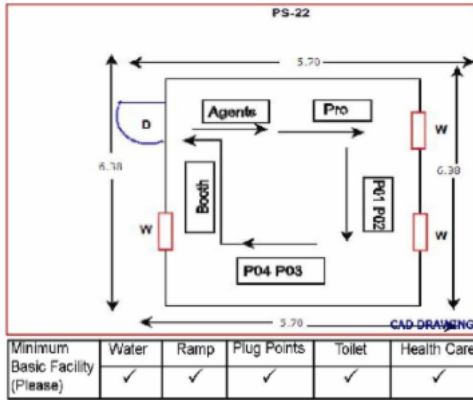 PS-22
5.70
Agents
Pro
D
W
6.38
6.38
Booth
P01 P02
W
W
P04 P03
5.70
CAD DRAWING
Minimum Basic Facility (Please)
Water
Ramp
Plug Points
Toilet
Health Care
✓ ✓ ✓ ✓ ✓